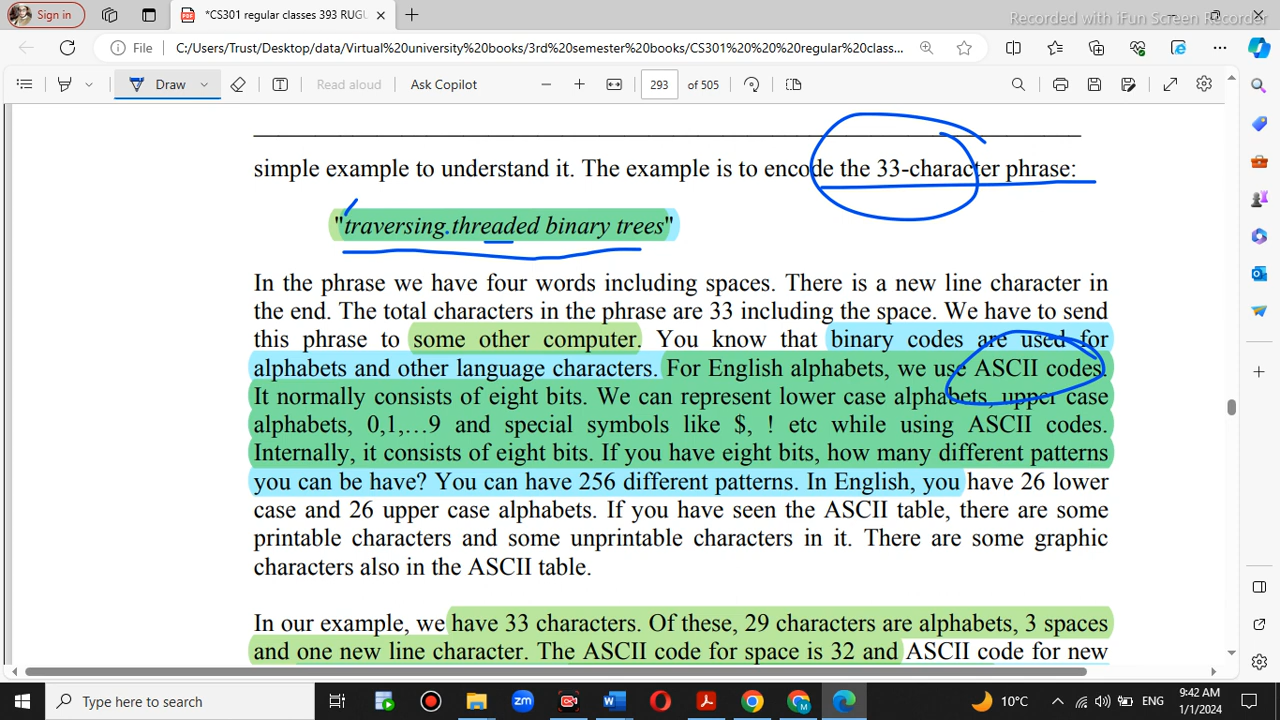 Sign in
*CS301 regular classes 393 RUGU
Recorded with iFun Screen Recorder
File
C:/Users/Trust/Desktop/data/Virtual%20university%20books/3rd%20semester%20books/CS301%20%20%20regular%20clas...
Draw
Read aloud
Ask Copilot
293 of 505
simple example to understand it. The example is to encode the 33-character phrase:
"traversing threaded binary trees"
In the phrase we have four words including spaces. There is a new line character in
the end. The total characters in the phrase are 33 including the space. We have to send
this phrase to some other computer. You know that binary codes are used for
alphabets and other language characters. For English alphabets, we use ASCII codes.
It normally consists of eight bits. We can represent lower case alphabets, upper case
alphabets, 0,1,…9 and special symbols like $, ! etc while using ASCII codes.
Internally, it consists of eight bits. If you have eight bits, how many different patterns
you can be have? You can have 256 different patterns. In English, you have 26 lower
case and 26 upper case alphabets. If you have seen the ASCII table, there are some
printable characters and some unprintable characters in it. There are some graphic
characters also in the ASCII table.
In our example, we have 33 characters. Of these, 29 characters are alphabets, 3 spaces
and one new line character. The ASCII code for space is 32 and ASCII code for new
Type here to search
10°C
ENG
9:42 AM
1/1/2024